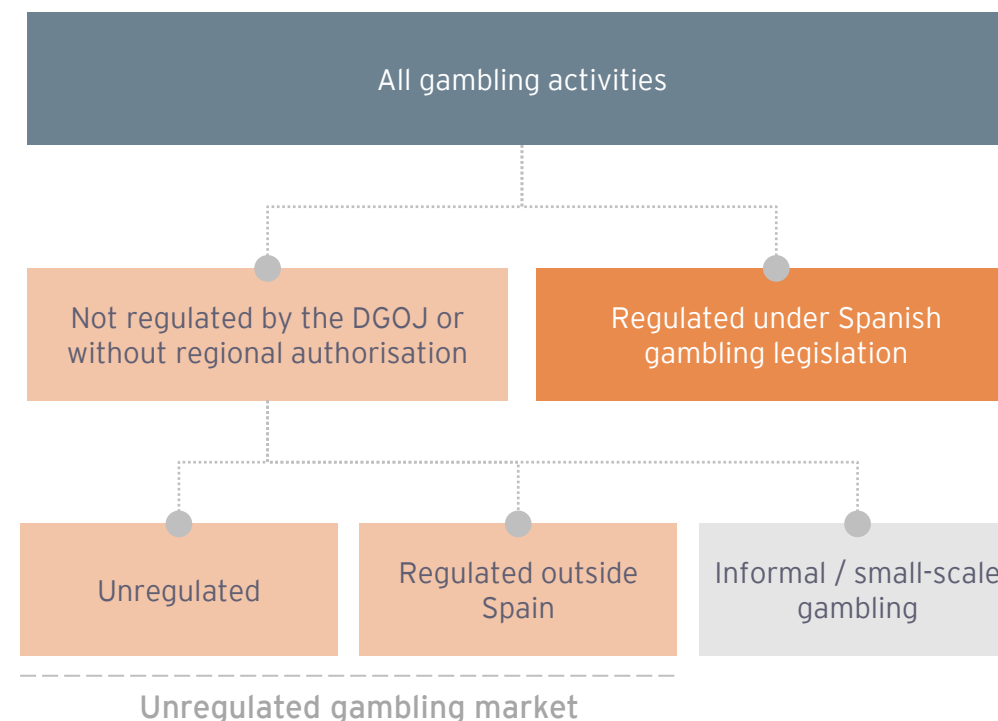 All gambling activities
Not regulated by the DGOJ or
without regional authorisation
Regulated under Spanish
gambling legislation
Unregulated
Regulated outside
Spain
Informal / small-scale
gambling
Unregulated gambling market